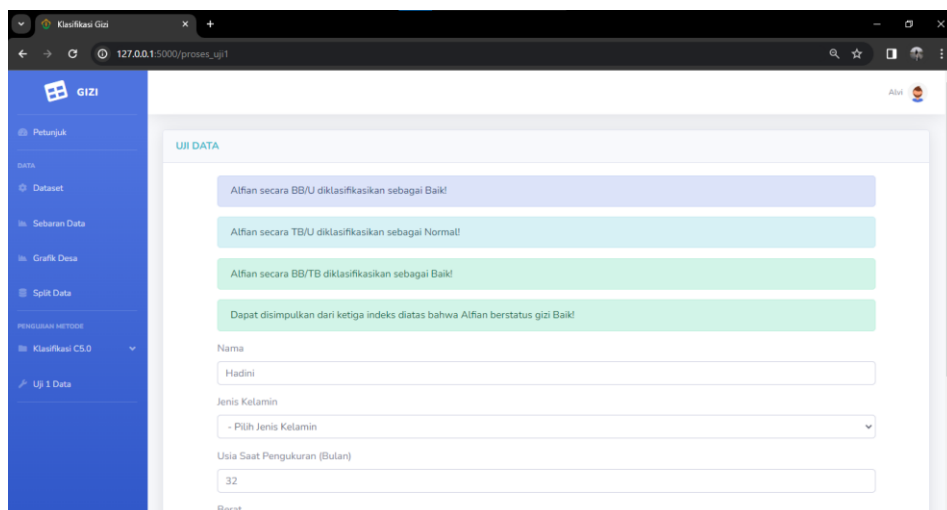 Klasifikasi Gizi
127.0.0.1:5000/proses_uji1
GIZI
Alvi
Petunjuk
DATA
Dataset
Sebaran Data
Grafik Desa
Split Data
PENGUJIAN METODE
Klasifikasi C5.0
Uji 1 Data
UJI DATA
Alfian secara BB/U diklasifikasikan sebagai Baik!
Alfian secara TB/U diklasifikasikan sebagai Normal!
Alfian secara BB/TB diklasifikasikan sebagai Baik!
Dapat disimpulkan dari ketiga indeks diatas bahwa Alfian berstatus gizi Baik!
Nama
Hadini
Jenis Kelamin
- Pilih Jenis Kelamin
Usia Saat Pengukuran (Bulan)
32
Berat